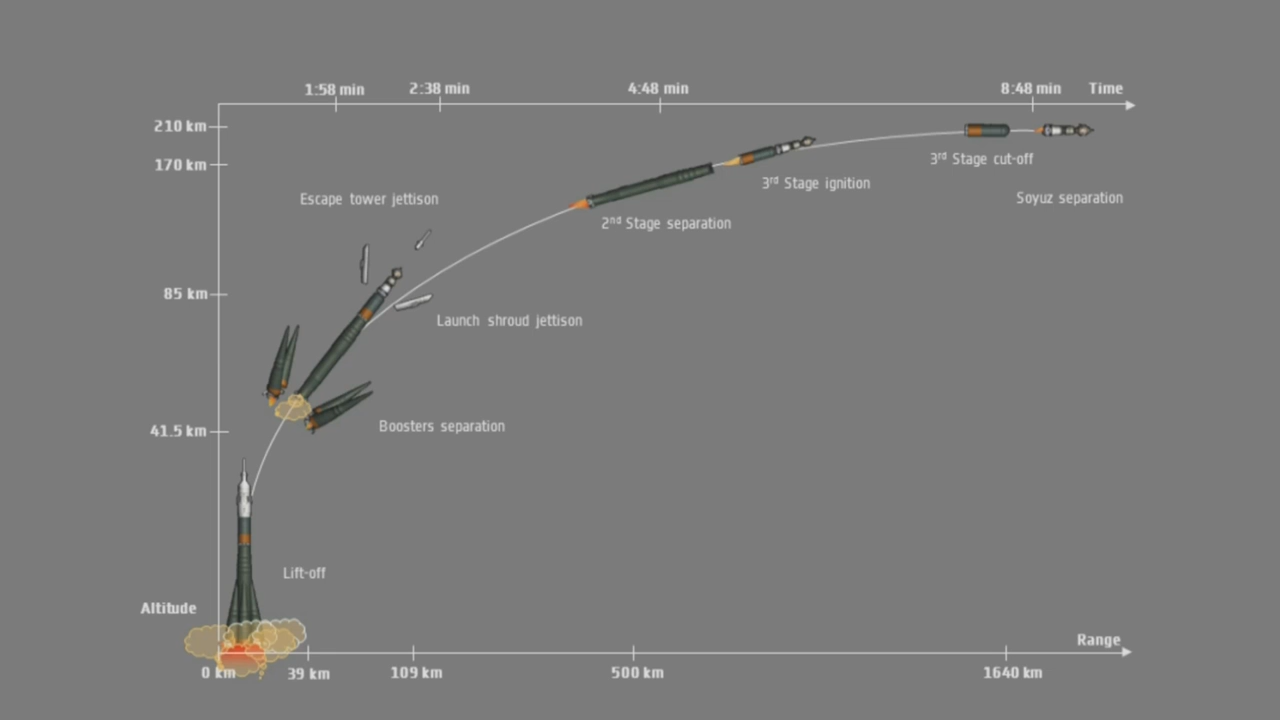 1:58 min 2:38 min 4:48 min 8:48 min Time
210 km
170 km
3rd Stage cut-off
3rd Stage ignition
Escape tower jettison
Soyuz separation
2nd Stage separation
85 km
Launch shroud jettison
41.5 km
Boosters separation
Lift-off
Altitude
Range
0 km 39 km 109 km 500 km 1640 km